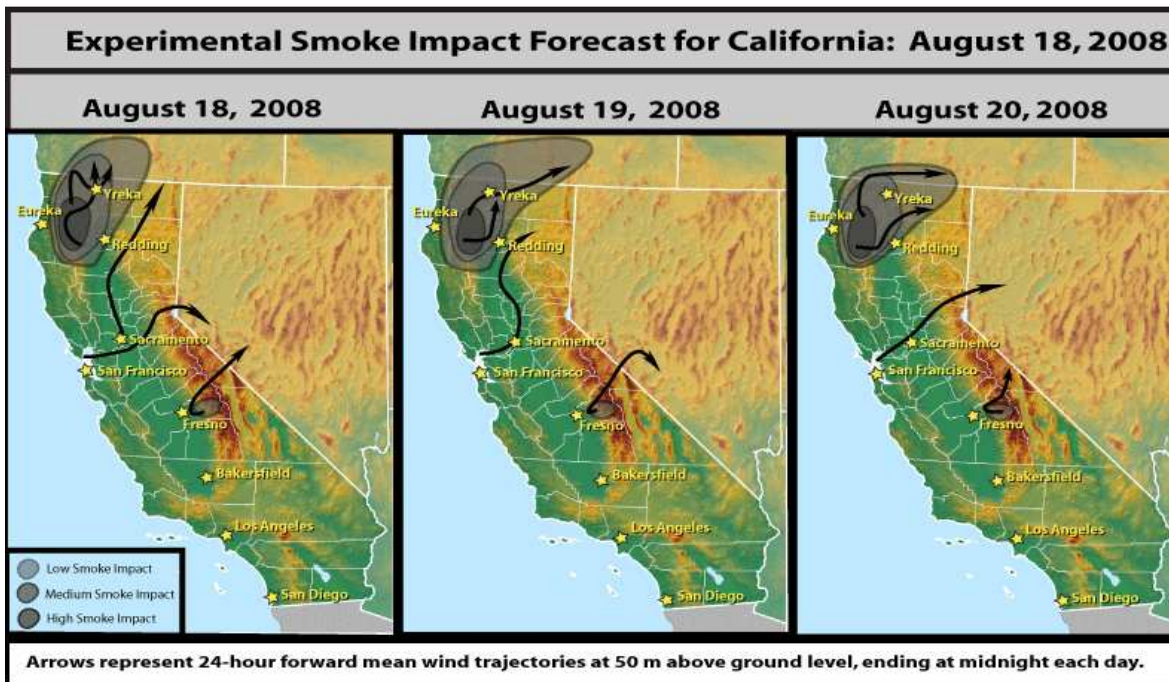 Experimental Smoke Impact Forecast for California: August 18, 2008
August 18, 2008
August 19, 2008
August 20, 2008
Yreka
Eureka
Redding
Sacramento
San Francisco
Fresno
Bakersfield
Los Angeles
San Diego
Low Smoke Impact
Medium Smoke Impact
High Smoke Impact
Yreka
Eureka
Redding
Sacramento
San Francisco
Fresno
Bakersfield
Los Angeles
San Diego
Yreka
Eureka
Redding
Sacramento
San Francisco
Fresno
Bakersfield
Los Angeles
San Diego
Arrows represent 24-hour forward mean wind trajectories at 50 m above ground level, ending at midnight each day.